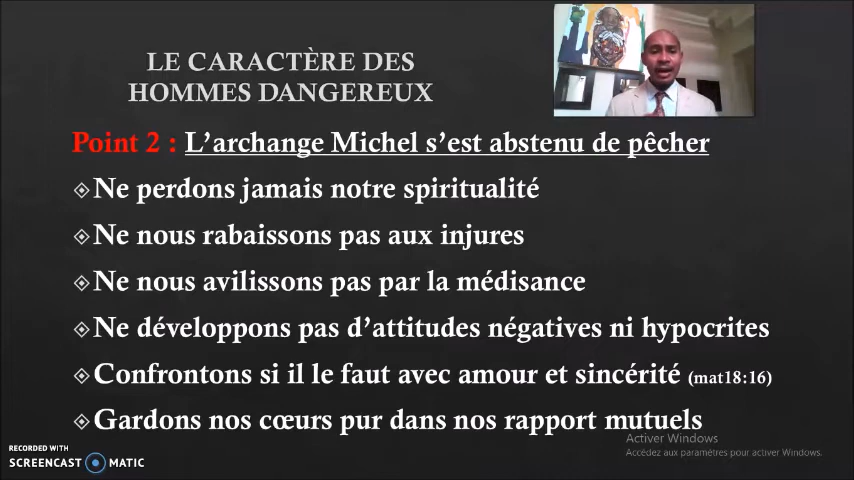 LE CARACTÈRE DES
HOMMES DANGEREUX
Point 2 : L’archange Michel s’est abstenu de pêcher
Ne perdons jamais notre spiritualité
Ne nous rabaissons pas aux injures
Ne nous avilissons pas par la médisance
Ne développons pas d’attitudes négatives ni hypocrites
Confrontons si il le faut avec amour et sincérité (mat18:16)
Gardons nos cœurs pur dans nos rapport mutuels
Activer Windows
Accédez aux paramètres pour activer Windows.
RECORDED WITH
SCREENCAST MATIC